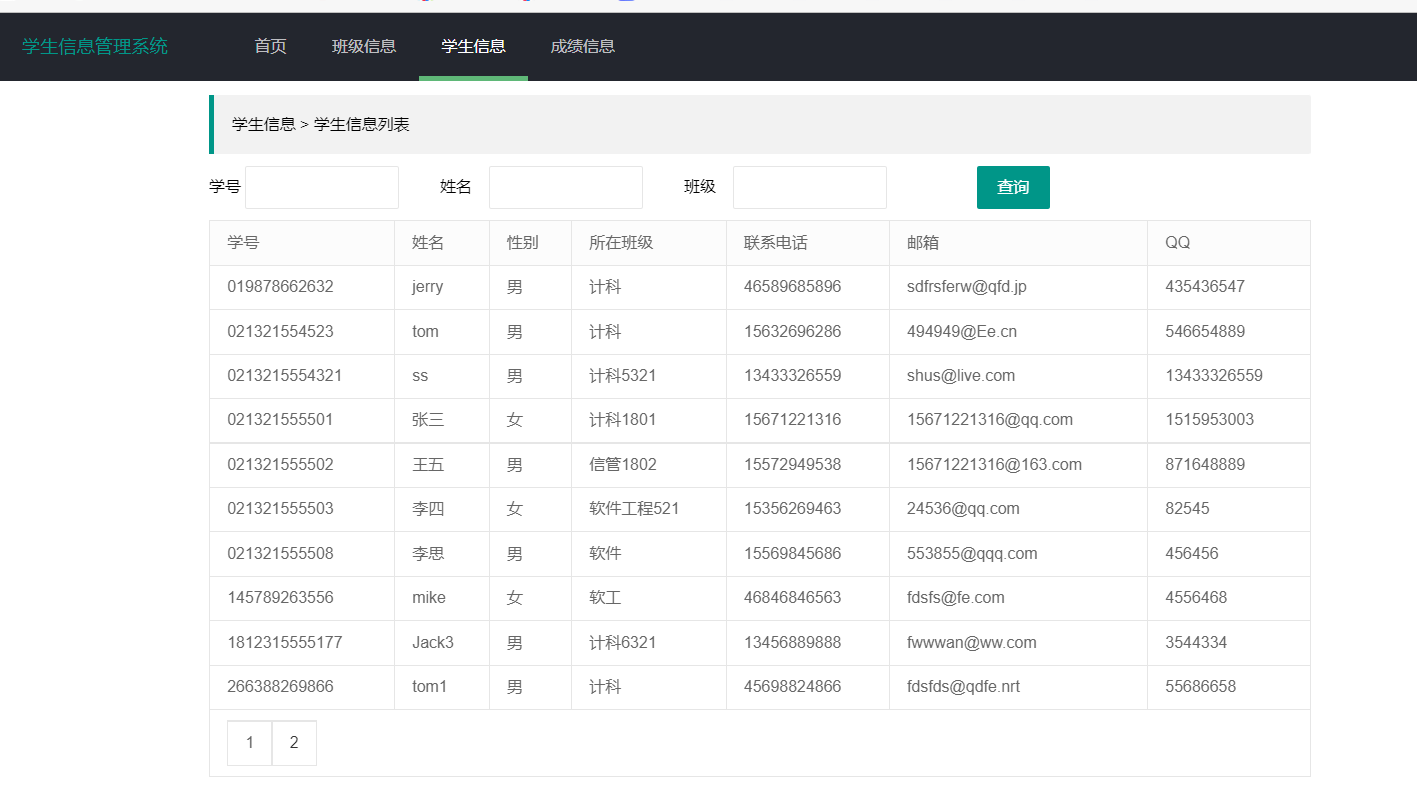 学生信息管理系统 首页 班级信息 学生信息 成绩信息
学生信息 > 学生信息列表
学号 姓名 班级 查询
学号 姓名 性别 所在班级 联系电话 邮箱 QQ
019878662632 jerry 男 计科 46589685896 sdfrsferw@qfd.jp 435436547
021321554523 tom 男 计科 15632696286 494949@Ee.cn 546654889
0213215554321 ss 男 计科5321 13433326559 shus@live.com 13433326559
021321555501 张三 女 计科1801 15671221316 15671221316@qq.com 1515953003
021321555502 王五 男 信管1802 15572949538 15671221316@163.com 871648889
021321555503 李四 女 软件工程521 15356269463 24536@qq.com 82545
021321555508 李思 男 软件 15569845686 553855@qqq.com 456456
145789263556 mike 女 软工 46846846563 fdsfs@fe.com 4556468
1812315555177 Jack3 男 计科6321 13456889888 fwwwan@ww.com 3544334
266388269866 tom1 男 计科 45698824866 fdsfds@qdfe.nrt 55686658
1 2